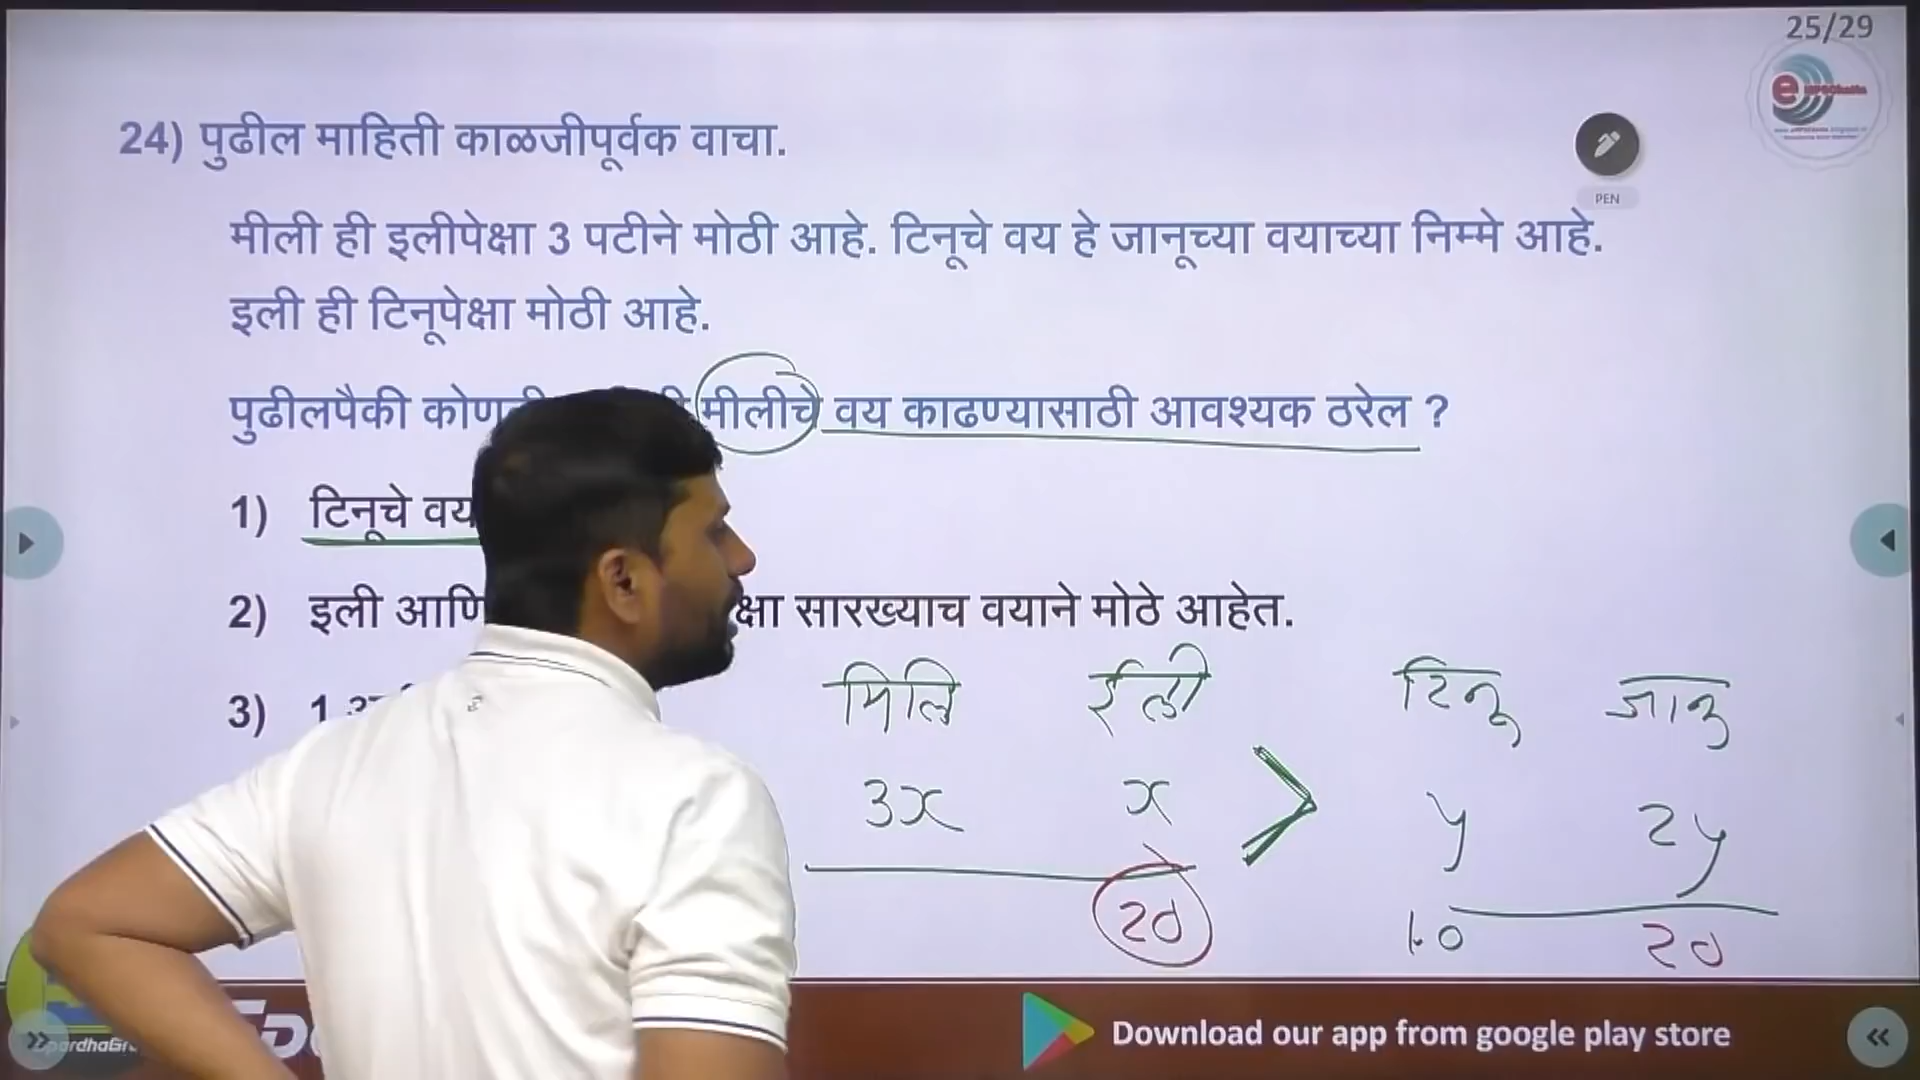 25/29
24) पुढील माहिती काळजीपूर्वक वाचा.
PEN
मीली ही इलीपेक्षा 3 पटीने मोठी आहे. टिनूचे वय हे जानूच्या वयाच्या निम्मे आहे.
इली ही टिनूपेक्षा मोठी आहे.
पुढीलपैकी मीलीचे वय काढण्यासाठी आवश्यक ठरेल ?
1) टिनूचे वय
2) इली सारख्याच वयाने मोठे आहेत.
3) 1
मिलि ईली टिनू जानु
3x x > y 2y
20 10 20
Download our app from google play store